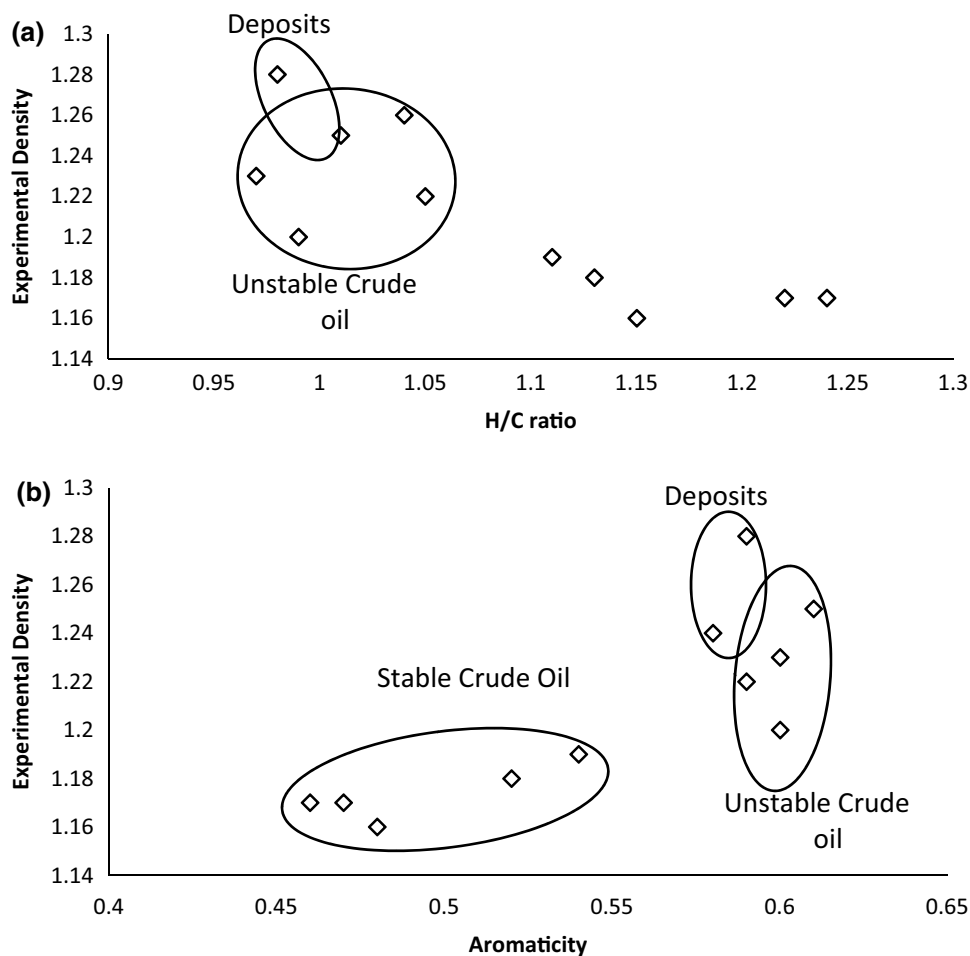 (a)
Deposits
1.3
1.28
1.26
1.24
1.22
1.2
1.18
1.16
1.14
Experimental Density
Unstable Crude
oil
0.9 0.95 1 1.05 1.1 1.15 1.2 1.25 1.3
H/C ratio
(b)
Deposits
1.3
1.28
1.26
1.24
1.22
1.2
1.18
1.16
1.14
Experimental Density
Stable Crude Oil
Unstable Crude
oil
0.4 0.45 0.5 0.55 0.6 0.65
Aromaticity